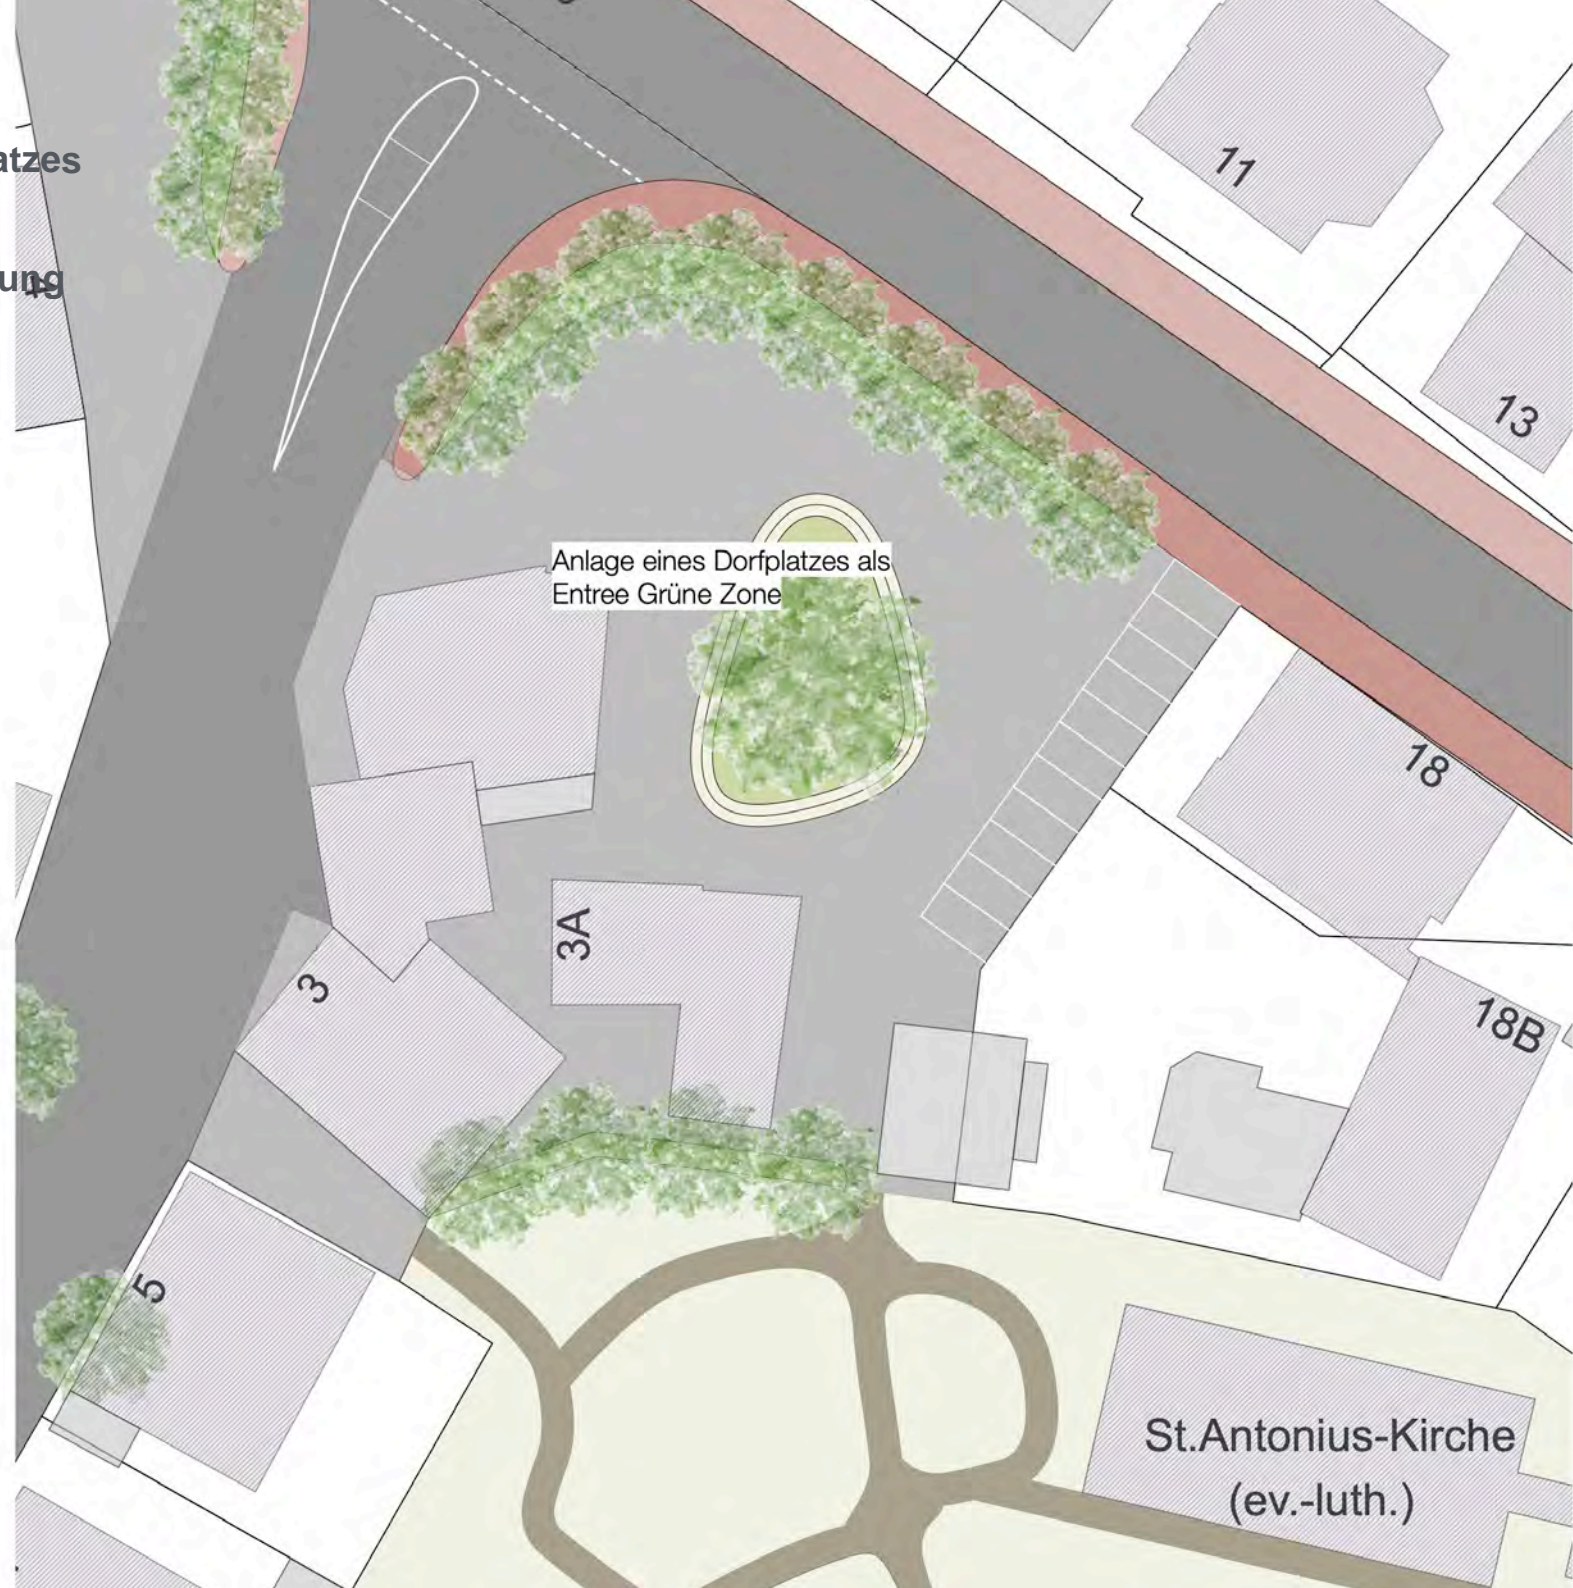 11
atzes
ung
4
13
Anlage eines Dorfplatzes als
Entree Grüne Zone
18
3A
3
18B
5
St.Antonius-Kirche
(ev.-luth.)